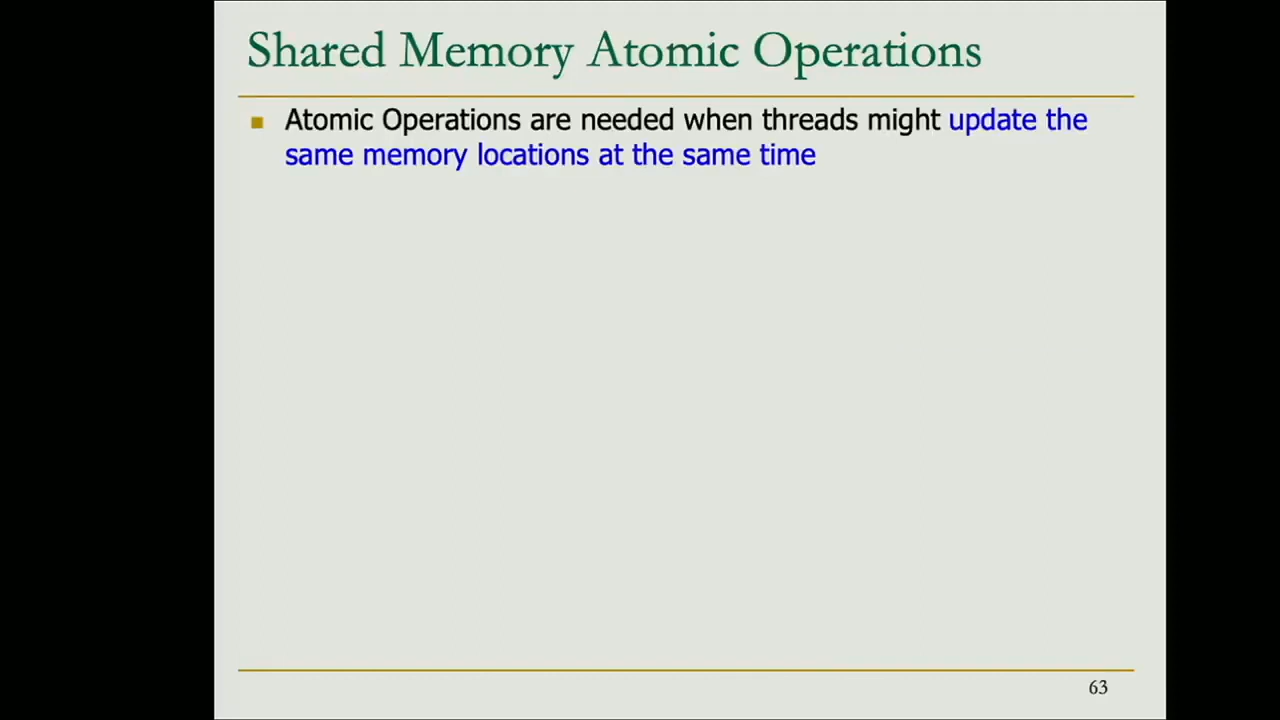 Shared Memory Atomic Operations
Atomic Operations are needed when threads might update the
same memory locations at the same time
63